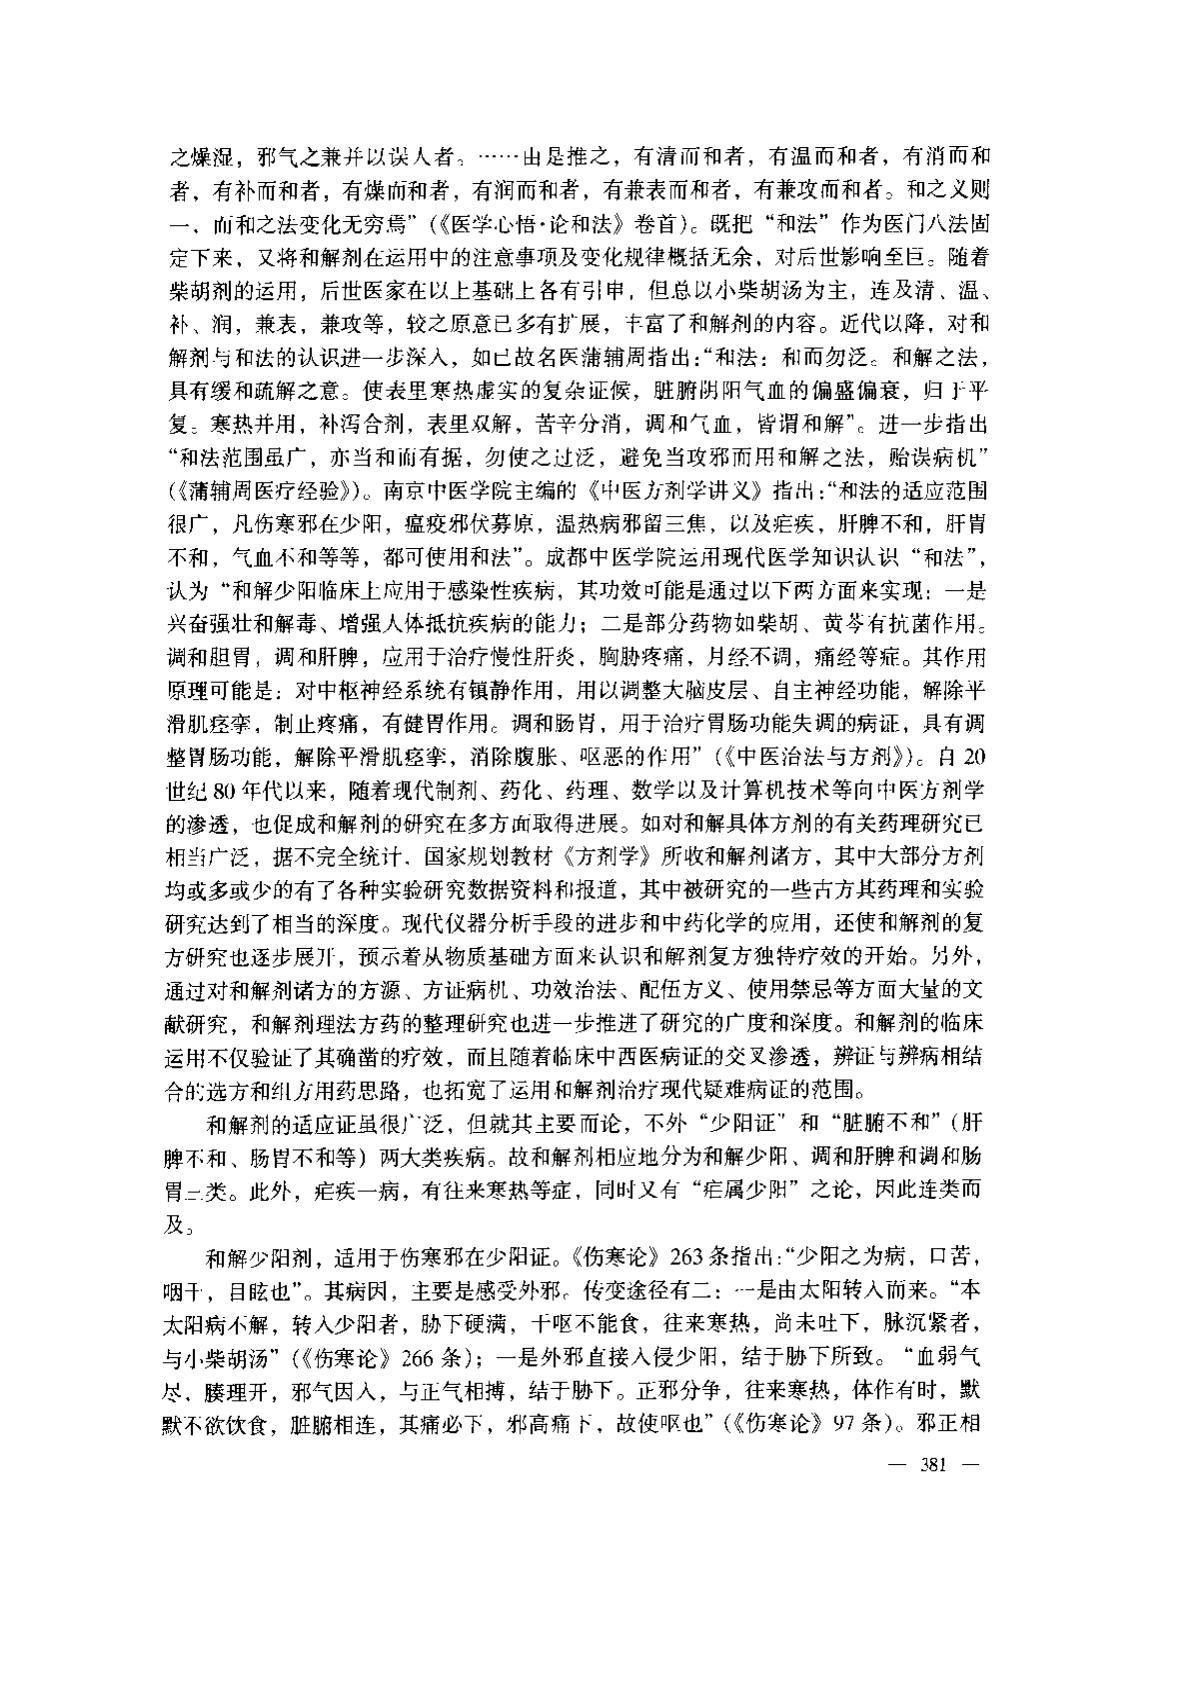 之燥湿，邪气之兼并以误人者。……由是推之，有清而和者，有温而和者，有消而和
者，有补而和者，有燥而和者，有润而和者，有兼表而和者，有兼攻而和者。和之义则
一，而和之法变化无穷焉”（《医学心悟·论和法》卷首）。既把“和法”作为医门八法固
定下来，又将和解剂在运用中的注意事项及变化规律概括无余，对后世影响至巨。随着
柴胡剂的运用，后世医家在以上基础上各有引申，但总以小柴胡汤为主，连及清、温、
补、润，兼表，兼攻等，较之原意已多有扩展，丰富了和解剂的内容。近代以降，对和
解剂与和法的认识进一步深入，如已故名医蒲辅周指出：“和法：和而勿泛。和解之法，
具有缓和疏解之意。使表里寒热虚实的复杂证候，脏腑阴阳气血的偏盛偏衰，归于平
复。寒热并用，补泻合剂，表里双解，苦辛分消，调和气血，皆谓和解”。进一步指出
“和法范围虽广，亦当和而有据，勿使之过泛，避免当攻邪而用和解之法，贻误病机”
（《蒲辅周医疗经验》）。南京中医学院主编的《中医方剂学讲义》指出：“和法的适应范围
很广，凡伤寒邪在少阳，瘟疫邪伏募原，温热病邪留三焦，以及疟疾，肝脾不和，肝胃
不和，气血不和等等，都可使用和法”。成都中医学院运用现代医学知识认识“和法”，
认为“和解少阳临床上应用于感染性疾病，其功效可能是通过以下两方面来实现：一是
兴奋强壮和解毒、增强人体抵抗疾病的能力；二是部分药物如柴胡、黄芩有抗菌作用。
调和胆胃，调和肝脾，应用于治疗慢性肝炎，胸胁疼痛，月经不调，痛经等症。其作用
原理可能是：对中枢神经系统有镇静作用，用以调整大脑皮层、自主神经功能，解除平
滑肌痉挛，制止疼痛，有健胃作用。调和肠胃，用于治疗胃肠功能失调的病证，具有调
整胃肠功能，解除平滑肌痉挛，消除腹胀、呕恶的作用”（《中医治法与方剂》）。自 20
世纪 80 年代以来，随着现代制剂、药化、药理、数学以及计算机技术等向中医方剂学
的渗透，也促成和解剂的研究在多方面取得进展。如对和解具体方剂的有关药理研究已
相当广泛，据不完全统计，国家规划教材《方剂学》所收和解剂诸方，其中大部分方剂
均或多或少的有了各种实验研究数据资料和报道，其中被研究的一些古方其药理和实验
研究达到了相当的深度。现代仪器分析手段的进步和中药化学的应用，还使和解剂的复
方研究也逐步展开，预示着从物质基础方面来认识和解剂复方独特疗效的开始。另外，
通过对和解剂诸方的方源、方证病机、功效治法、配伍方义、使用禁忌等方面大量的文
献研究，和解剂理法方药的整理研究也进一步推进了研究的广度和深度。和解剂的临床
运用不仅验证了其确凿的疗效，而且随着临床中西医病证的交叉渗透，辨证与辨病相结
合的选方和组方用药思路，也拓宽了运用和解剂治疗现代疑难病证的范围。
和解剂的适应证虽很广泛，但就其主要而论，不外“少阳证”和“脏腑不和”（肝
脾不和、肠胃不和等）两大类疾病。故和解剂相应地分为和解少阳、调和肝脾和调和肠
胃三类。此外，疟疾一病，有往来寒热等症，同时又有“疟属少阳”之论，因此连类而
及。
和解少阳剂，适用于伤寒邪在少阳证。《伤寒论》263 条指出：“少阳之为病，口苦，
咽干，目眩也”。其病因，主要是感受外邪。传变途径有二：一是由太阳转入而来。“本
太阳病不解，转入少阳者，胁下硬满，干呕不能食，往来寒热，尚未吐下，脉沉紧者，
与小柴胡汤”（《伤寒论》266 条）；一是外邪直接入侵少阳，结于胁下所致。“血弱气
尽，腠理开，邪气因入，与正气相搏，结于胁下。正邪分争，往来寒热，休作有时，默
默不欲饮食，脏腑相连，其痛必下，邪高痛下，故使呕也”（《伤寒论》97 条）。邪正相
— 381 —